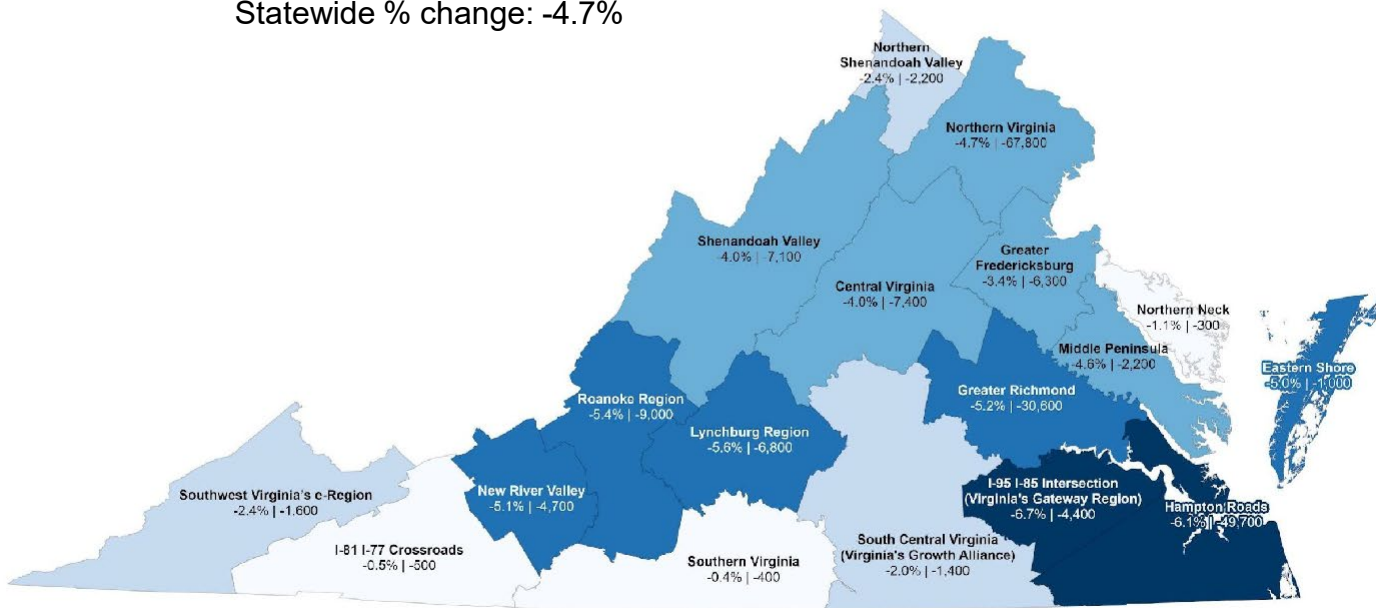 Statewide % change: -4.7%
Northern
Shenandoah Valley
-2.4% | -2,200
Northern Virginia
-4.7% | -67,800
Shenandoah Valley
-4.0% | -7,100
Greater
Fredericksburg
-3.4% | -6,300
Central Virginia
-4.0% | -7,400
Northern Neck
-1.1% | -300
Middle Peninsula
-4.6% | -2,200
Eastern Shore
-5.0% | -1,000
Roanoke Region
-5.4% | -9,000
Greater Richmond
-5.2% | -30,600
Lynchburg Region
-5.6% | -6,800
Southwest Virginia's e-Region
-2.4% | -1,600
New River Valley
-5.1% | -4,700
I-95 I-85 Intersection
(Virginia's Gateway Region)
-6.7% | -4,400
Hampton Roads
-6.1% | -49,700
I-81 I-77 Crossroads
-0.5% | -500
Southern Virginia
-0.4% | -400
South Central Virginia
(Virginia's Growth Alliance)
-2.0% | -1,400